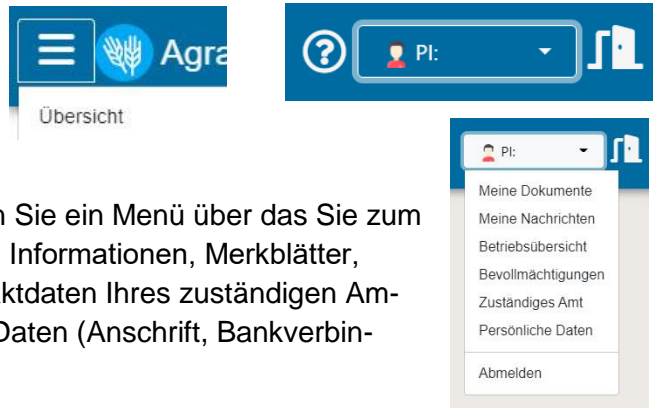 Agra
PI:
Übersicht
PI:
Meine Dokumente
Meine Nachrichten
Betriebsübersicht
Bevollmächtigungen
Zuständiges Amt
Persönliche Daten
Abmelden
n Sie ein Menü über das Sie zum
Informationen, Merkblätter,
ktdaten Ihres zuständigen Am-
Daten (Anschrift, Bankverbin-